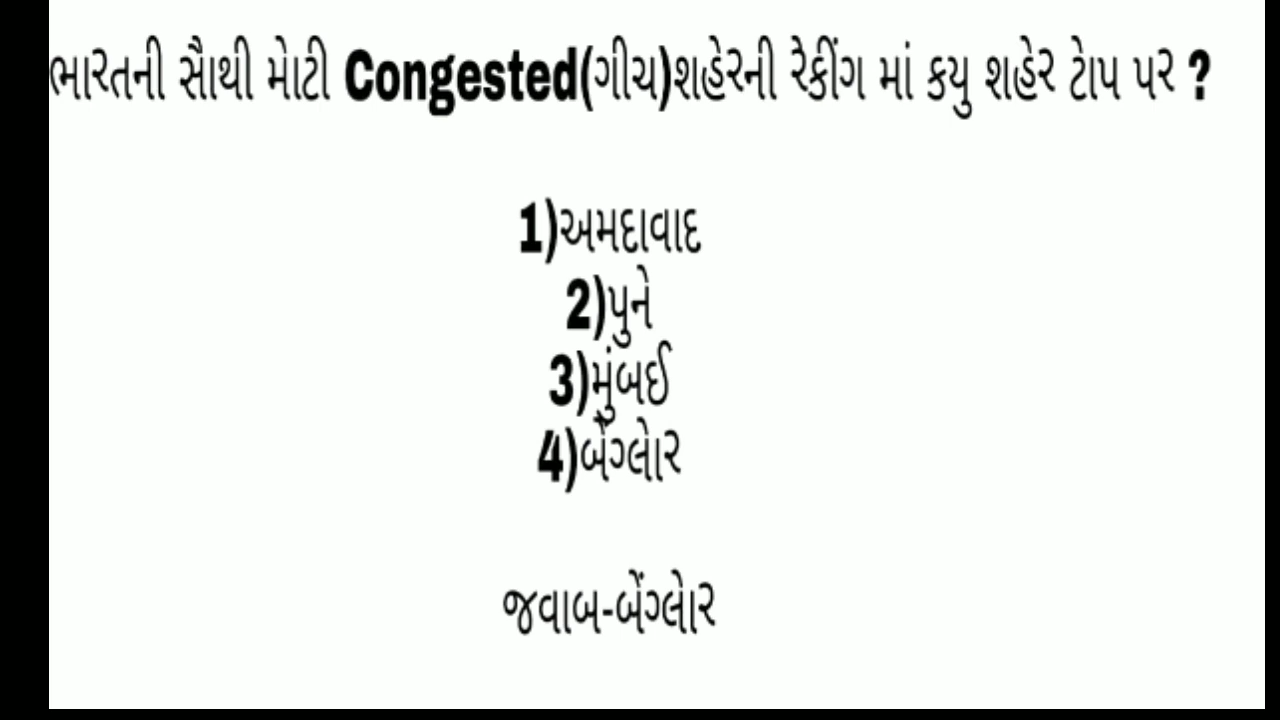 ભારતની સૌથી મોટી Congested(ગીચ)શહેરની રેકીંગ માં કયુ શહેર ટોપ પર ?
1)અમદાવાદ
2)પુને
3)મુંબઈ
4)બેંગ્લોર
જવાબ-બેંગ્લોર